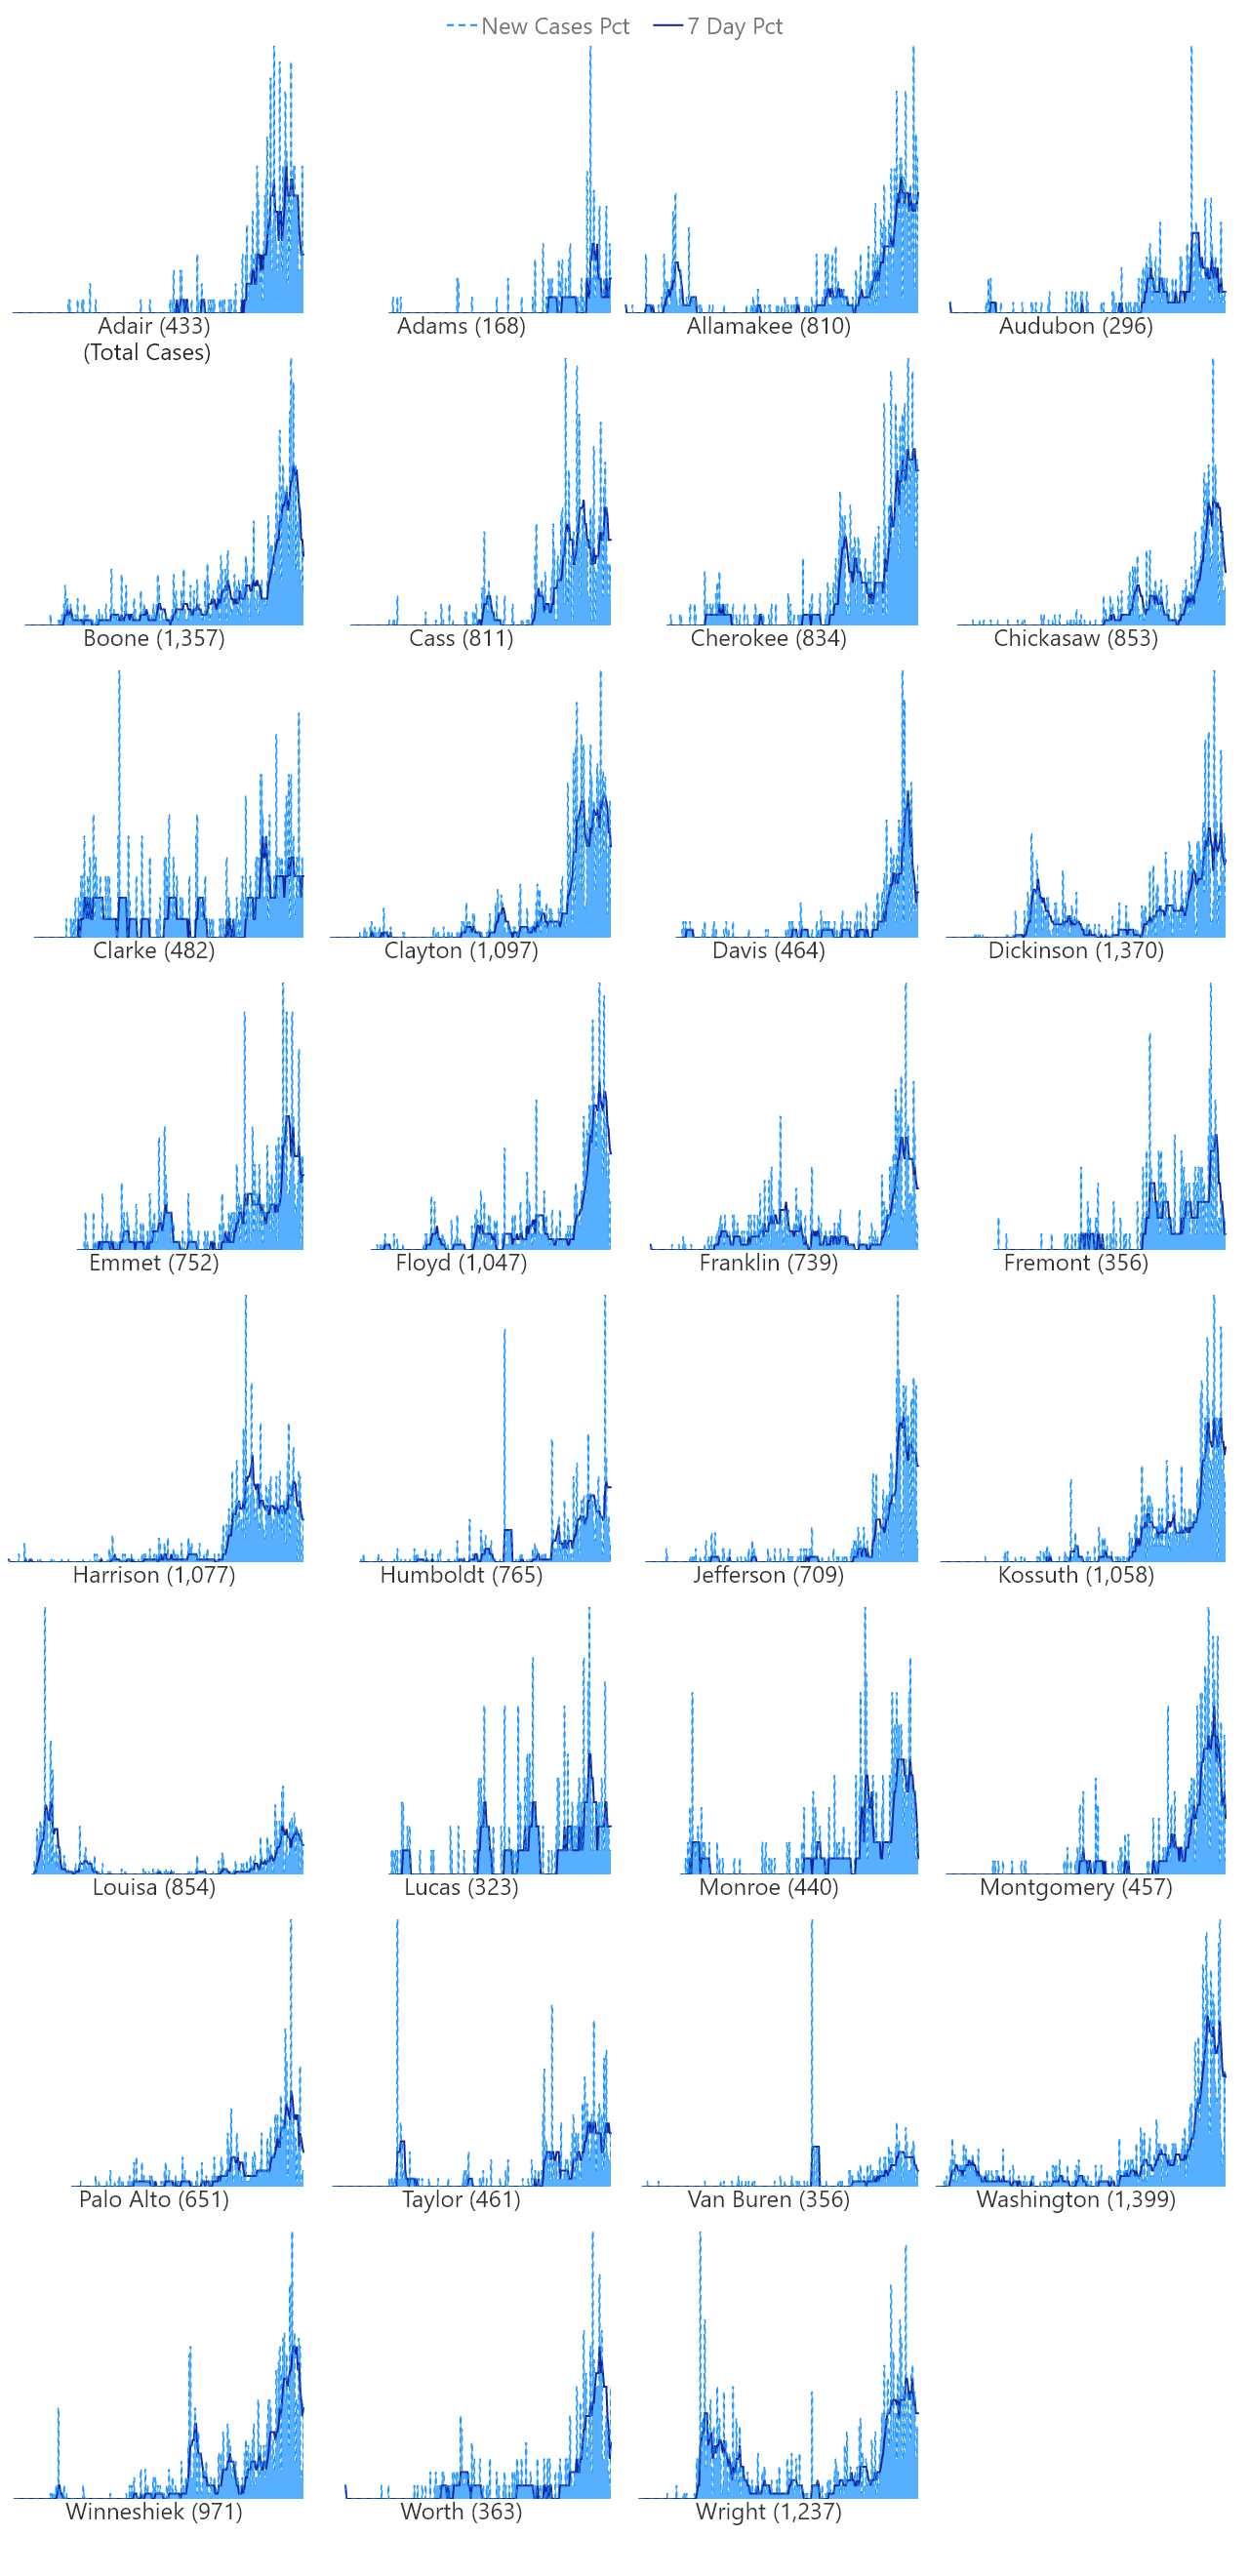 New Cases Pct 7 Day Pct
Adair (433) Adams (168) Allamakee (810) Audubon (296)
(Total Cases)
Boone (1,357) Cass (811) Cherokee (834) Chickasaw (853)
Clarke (482) Clayton (1,097) Davis (464) Dickinson (1,370)
Emmet (752) Floyd (1,047) Franklin (739) Fremont (356)
Harrison (1,077) Humboldt (765) Jefferson (709) Kossuth (1,058)
Louisa (854) Lucas (323) Monroe (440) Montgomery (457)
Palo Alto (651) Taylor (461) Van Buren (356) Washington (1,399)
Winneshiek (971) Worth (363) Wright (1,237)